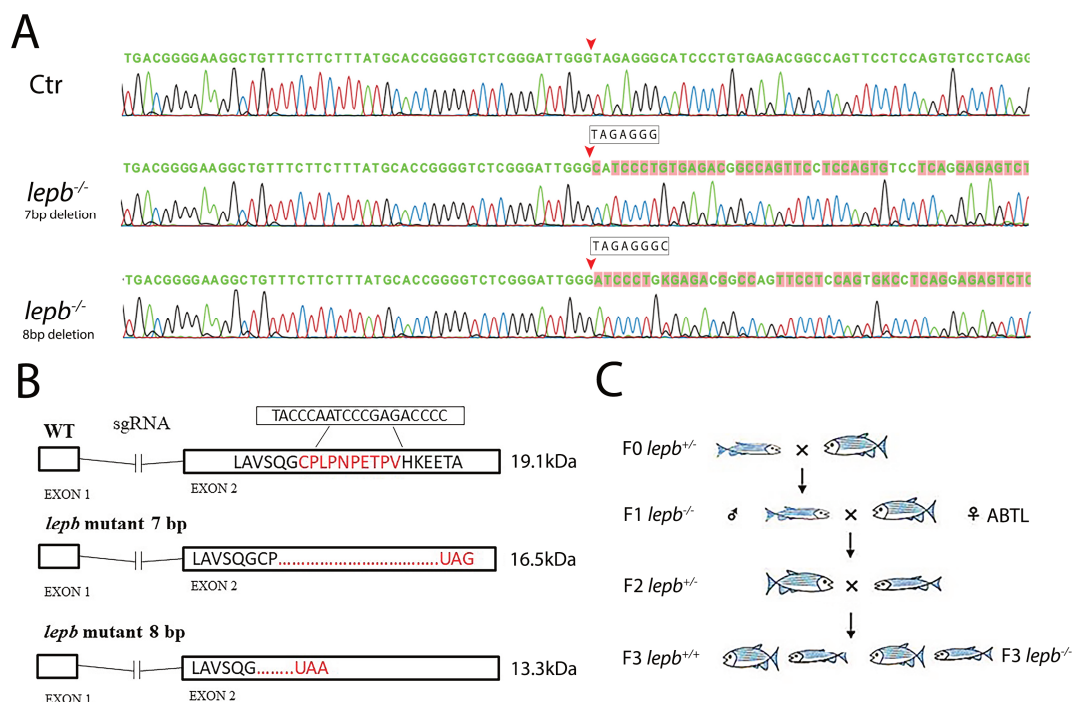 A
TGACGGGGAAGGCTGTTTCTTCTTTATGCACCGGGGTCTCGGGATTGGGTAGAGGGCATCCCTGTGAGACGGCCAGTTCCTCCAGTGTCCTCAGG
Ctr
TAGAGGG
TGACGGGGAAGGCTGTTTCTTCTTTATGCACCGGGGTCTCGGGATTGGGCATCCCTGTGAGACGGCCAGTTCCTCCAGTGTCCTCAGGAGAGTCT
lepb-/-
7bp deletion
TAGAGGGC
TGACGGGGAAGGCTGTTTCTTCTTTATGCACCGGGGTCTCGGGATTGGGATCCCTGKGAGACGGCCAGTTCCTCCAGTGKCCTCAGGAGAGTCTC
lepb-/-
8bp deletion
B
TACCCAATCCCGAGACCCC
WT
sgRNA
LAVSQGCPLPNPETPVHKEETA
19.1kDa
EXON 1
EXON 2
lepb mutant 7 bp
LAVSQGCP..................................UAG
16.5kDa
EXON 1
EXON 2
lepb mutant 8 bp
LAVSQG........UAA
13.3kDa
EXON 1
EXON 2
C
F0 lepb+/- ×
F1 lepb-/- ♂ × ♀ ABTL
F2 lepb+/- ×
F3 lepb+/+ F3 lepb-/-